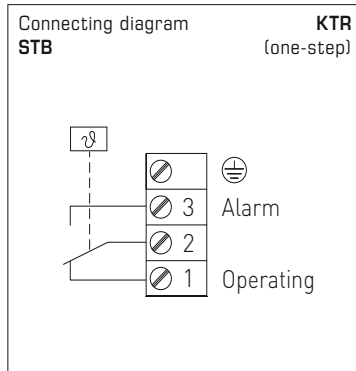 Connecting diagram KTR
STB (one-step)
ϑ
3 Alarm
2
1 Operating